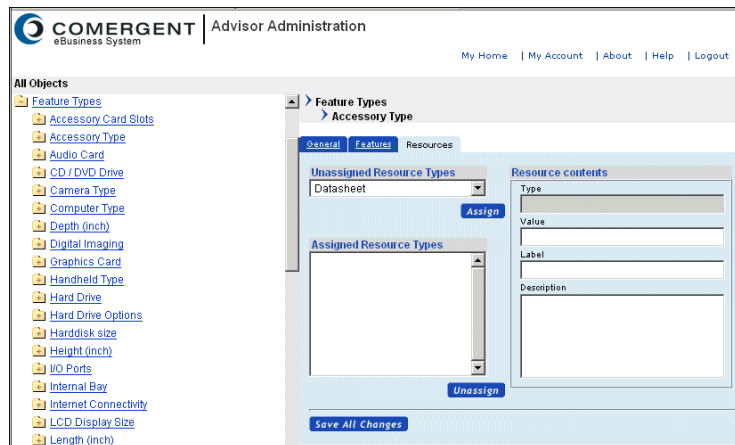 COMERGENT
eBusiness System
Advisor Administration
My Home | My Account | About | Help | Logout
All Objects
Feature Types
Accessory Card Slots
Accessory Type
Audio Card
CD / DVD Drive
Camera Type
Computer Type
Depth (inch)
Digital Imaging
Graphics Card
Handheld Type
Hard Drive
Hard Drive Options
Harddisk size
Height (inch)
I/O Ports
Internal Bay
Internet Connectivity
LCD Display Size
Length (inch)
Feature Types
Accessory Type
General Features Resources
Unassigned Resource Types
Datasheet
Assign
Assigned Resource Types
Unassign
Resource contents
Type
Value
Label
Description
Save All Changes